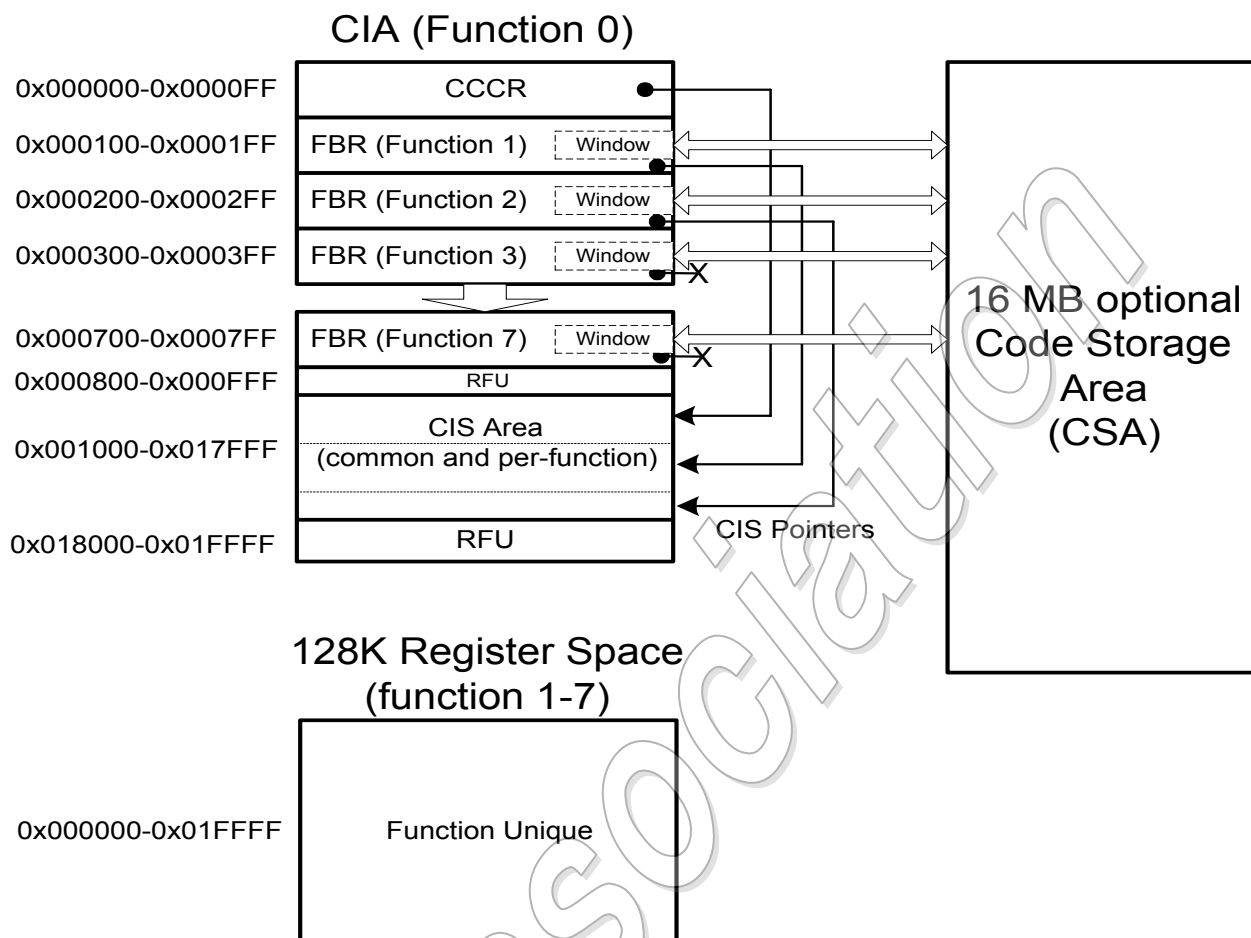 CIA (Function 0)
0x000000-0x0000FF
CCCR
0x000100-0x0001FF
FBR (Function 1)
Window
0x000200-0x0002FF
FBR (Function 2)
Window
0x000300-0x0003FF
FBR (Function 3)
Window
X
0x000700-0x0007FF
FBR (Function 7)
Window
X
0x000800-0x000FFF
RFU
0x001000-0x017FFF
CIS Area
(common and per-function)
0x018000-0x01FFFF
RFU
CIS Pointers
16 MB optional
Code Storage
Area
(CSA)
128K Register Space
(function 1-7)
0x000000-0x01FFFF
Function Unique
ssociation